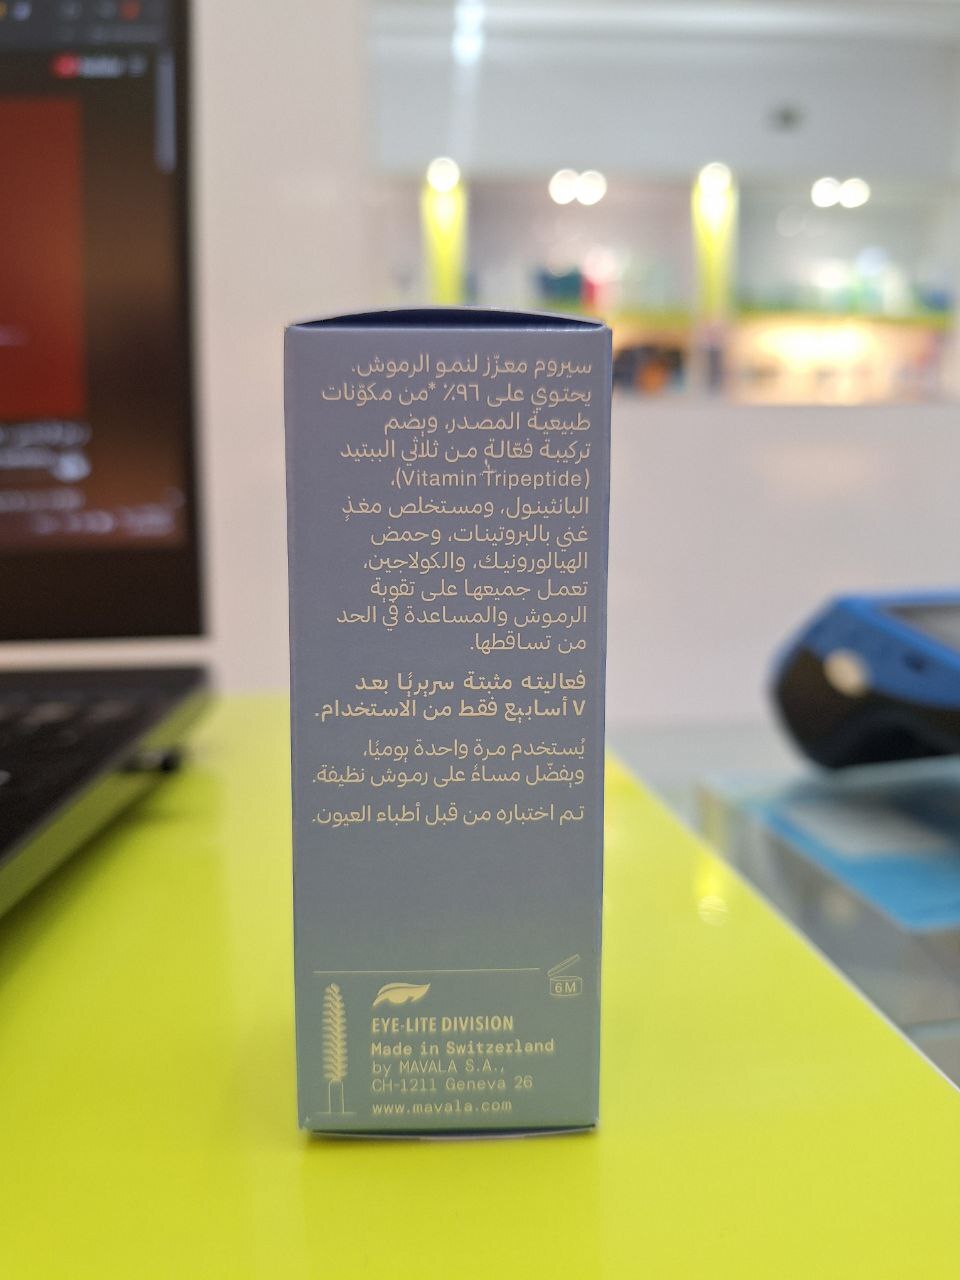 سيروم معزّز لنمو الرموش.
يحتوي على ٩٦٪ *من مكوّنات
طبيعية المصدر، ويضم
تركيبة فعّالة من ثلاثي الببتيد
(Vitamin Tripeptide)،
البانثينول، ومستخلص مغذٍ
غني بالبروتينات، وحمض
الهيالورونيك، والكولاجين،
تعمل جميعها على تقوية
الرموش والمساعدة في الحد
من تساقطها.
فعاليته مثبتة سريريًا بعد
٧ أسابيع فقط من الاستخدام.
يُستخدم مرة واحدة يوميًا،
ويفضّل مساءً على رموش نظيفة.
تم اختباره من قبل أطباء العيون.
6M
EYE-LITE DIVISION
Made in Switzerland
by MAVALA S.A.,
CH-1211 Geneva 26
www.mavala.com